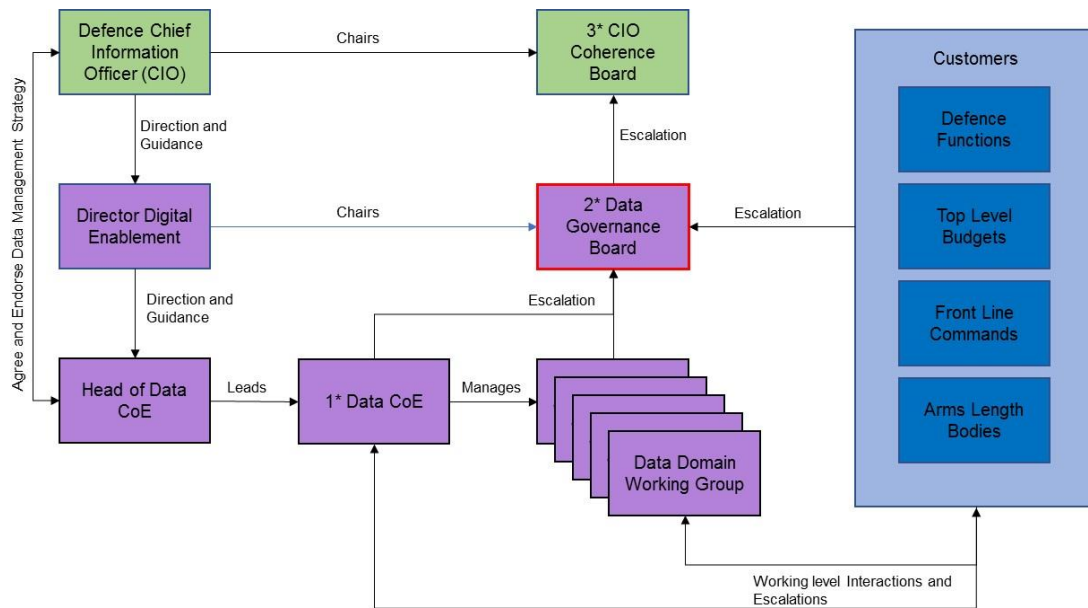 Defence Chief
Information
Officer (CIO)
Chairs
3* CIO
Coherence
Board
Customers
Agree and Endorse Data Management Strategy
Direction and
Guidance
Escalation
Defence
Functions
Director Digital
Enablement
Chairs
2* Data
Governance
Board
Escalation
Top Level
Budgets
Direction and
Guidance
Escalation
Front Line
Commands
Head of Data
CoE
Leads
1* Data CoE
Manages
Arms Length
Bodies
Data Domain
Working Group
Working level Interactions and
Escalations